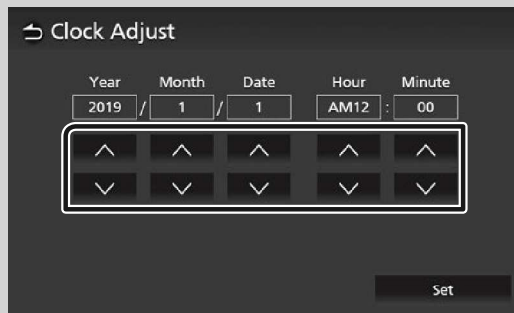 Clock Adjust
Year Month Date Hour Minute
2019 / 1 / 1 AM12 : 00
Set